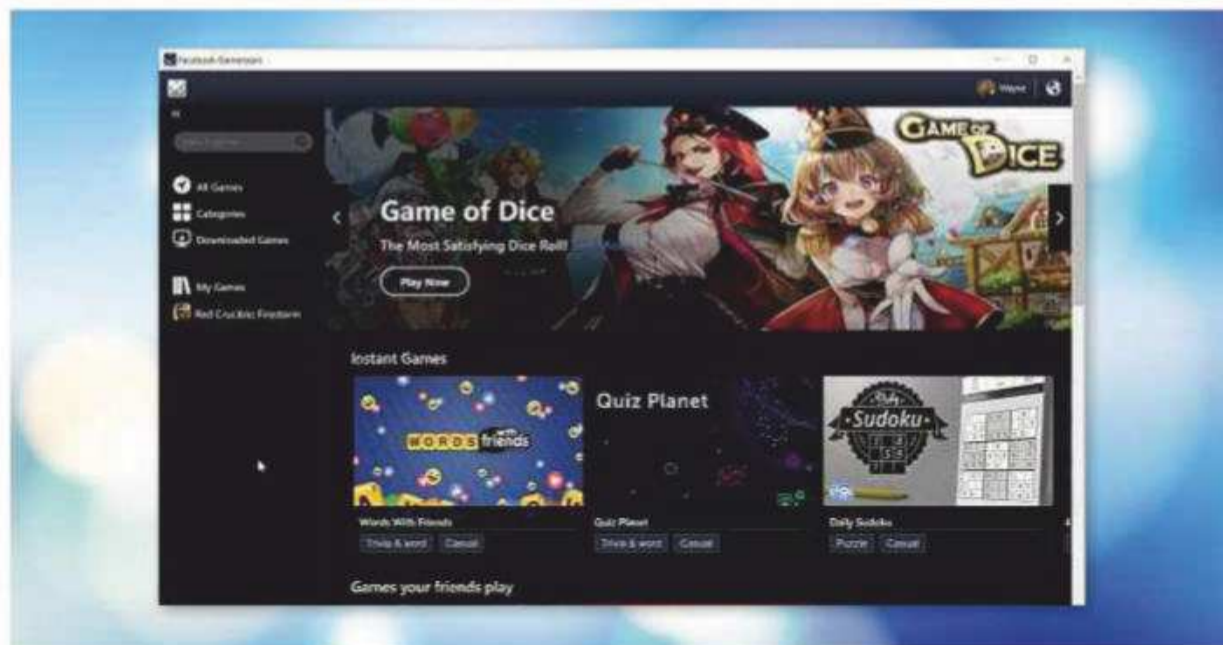 Facebook Gameroom
Wayne
All Games
Categories
Downloaded Games
My Games
Red Crucible: Firestorm
GAME OF
DICE
Game of Dice
The Most Satisfying Dice Roll!
Play Now
Instant Games
WORDS with friends
Quiz Planet
Daily
Sudoku
Words With Friends
Trivia & word Casual
Quiz Planet
Trivia & word Casual
Daily Sudoku
Puzzle Casual
Games your friends play